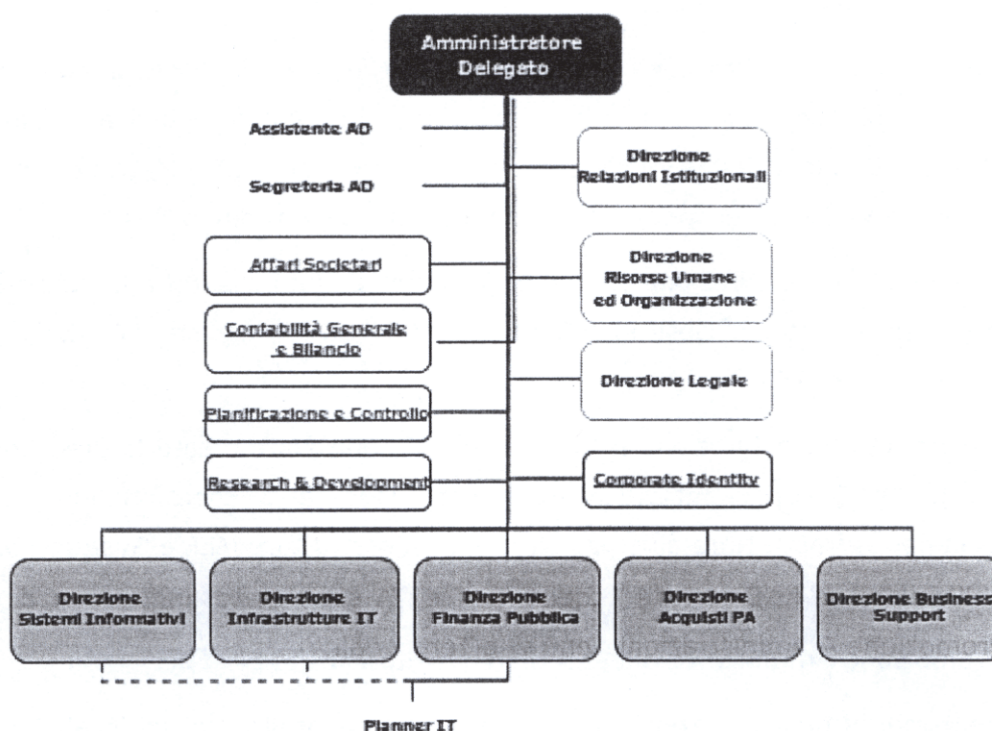 Amministratore
Delegato
Assistente AD
Segreteria AD
Direzione
Relazioni Istituzionali
Affari Societari
Direzione
Risorse Umane
ed Organizzazione
Contabilità Generale
e Bilancio
Direzione Legale
Pianificazione e Controllo
Research & Development
Corporate Identity
Direzione
Sistemi Informativi
Direzione
Infrastrutture IT
Direzione
Finanza Pubblica
Direzione
Acquisti PA
Direzione Business
Support
Planner IT